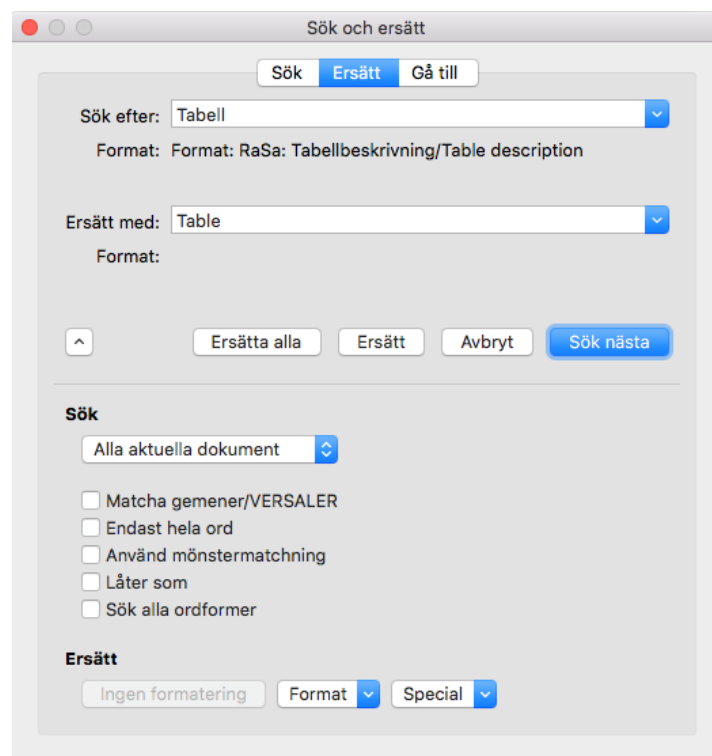 Sök och ersätt
Sök Ersätt Gå till
Sök efter: Tabell
Format: Format: RaSa: Tabellbeskrivning/Table description
Ersätt med: Table
Format:
Ersätta alla Ersätt Avbryt Sök nästa
Sök
Alla aktuella dokument
Matcha gemener/VERSALER
Endast hela ord
Använd mönstermatchning
Låter som
Sök alla ordformer
Ersätt
Ingen formatering Format Special